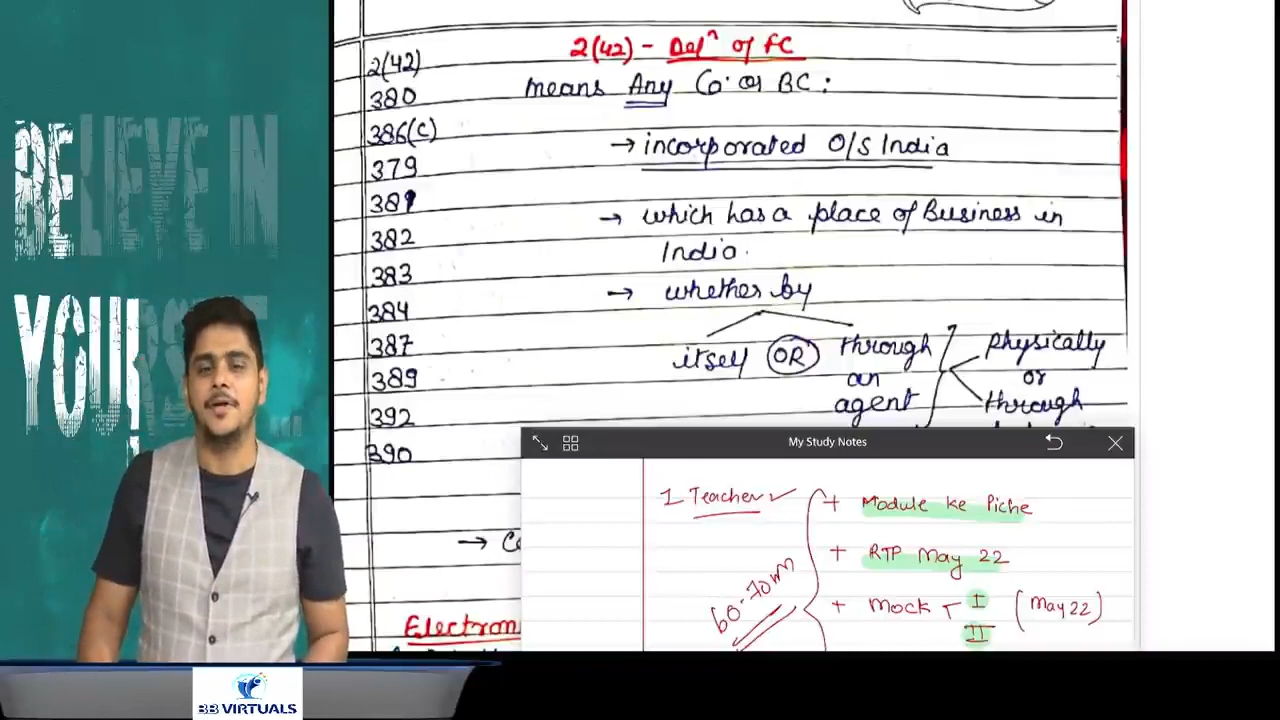 BELIEVE IN
YOUR
2(42)
380
386(C)
379
381
382
383
384
387
389
392
390
2(42) - Defⁿ of FC
means Any Co. or BC :
→ incorporated O/S India
→ which has a place of Business in
India.
→ whether by
itself OR through
an
agent
physically
or
through
→
Electron
My Study Notes
1 Teacher ✓
+ Module ke Piche
+ RTP May 22
+ Mock I (May 22)
II
60-70m
BB VIRTUALS